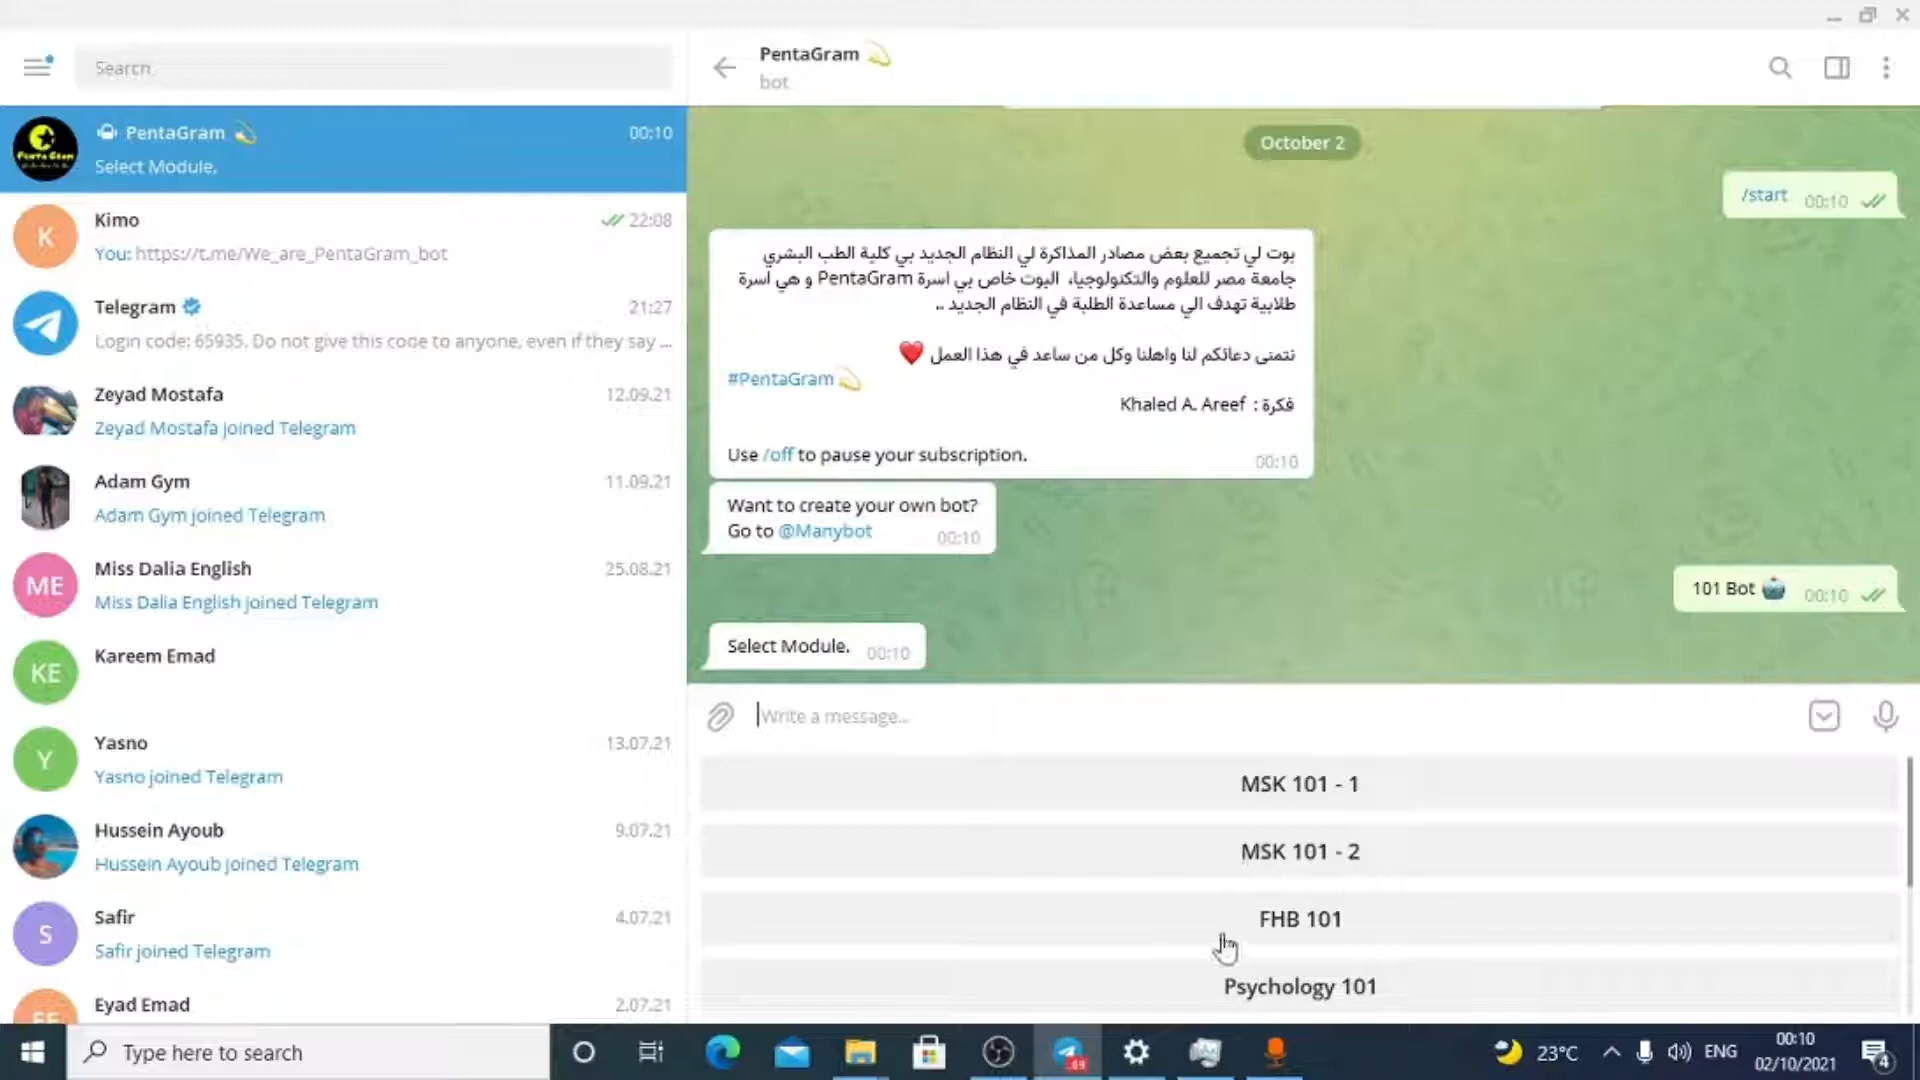 Search
PentaGram
00:10
Select Module.
Kimo
22:08
You: https://t.me/We_are_PentaGram_bot
Telegram
21:27
Login code: 65935. Do not give this code to anyone, even if they say ...
Zeyad Mostafa
12.09.21
Zeyad Mostafa joined Telegram
Adam Gym
11.09.21
Adam Gym joined Telegram
ME
Miss Dalia English
25.08.21
Miss Dalia English joined Telegram
KE
Kareem Emad
Y
Yasno
13.07.21
Yasno joined Telegram
Hussein Ayoub
9.07.21
Hussein Ayoub joined Telegram
S
Safir
4.07.21
Safir joined Telegram
EE
Eyad Emad
2.07.21
K
PentaGram
bot
October 2
/start 00:10
بوت لي تجميع بعض مصادر المذاكرة لي النظام الجديد بي كلية الطب البشري
جامعة مصر للعلوم والتكنولوجيا، البوت خاص بي اسرة PentaGram و هي اسرة
طلابية تهدف الي مساعدة الطلبة في النظام الجديد ..
نتمنى دعائكم لنا واهلنا وكل من ساعد في هذا العمل ❤️
#PentaGram
فكرة : Khaled A. Areef
Use /off to pause your subscription.
00:10
Want to create your own bot?
Go to @Manybot 00:10
101 Bot 00:10
Select Module. 00:10
Write a message...
MSK 101 - 1
MSK 101 - 2
FHB 101
Psychology 101
Type here to search
23°C
ENG
00:10
02/10/2021
4